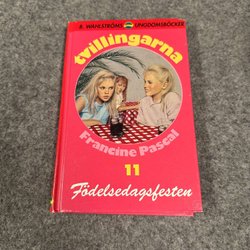 B. WAHLSTRÖMS UNGDOMSBÖCKER
tvillingarna
Francine Pascal
11
Födelsedagsfesten